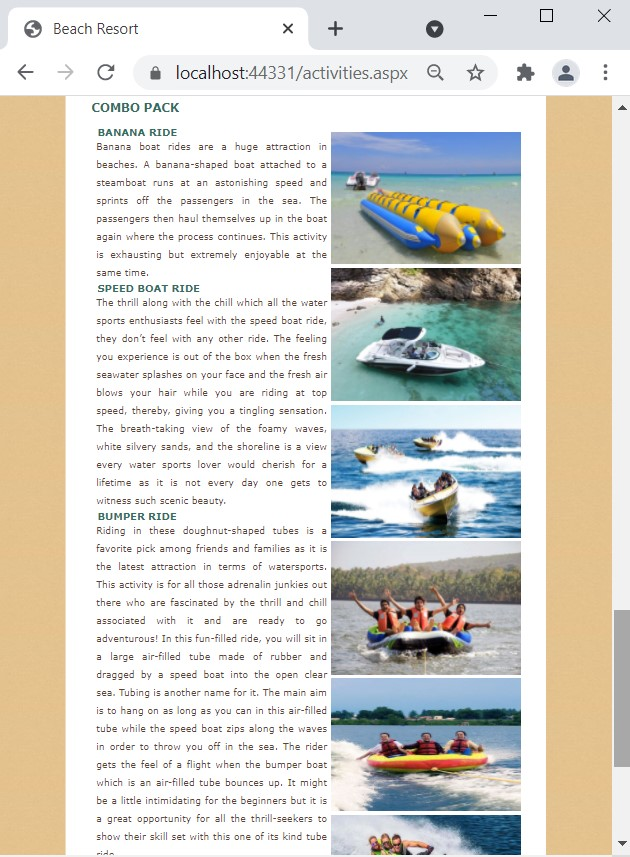 Beach Resort
localhost:44331/activities.aspx
COMBO PACK
BANANA RIDE
Banana boat rides are a huge attraction in
beaches. A banana-shaped boat attached to a
steamboat runs at an astonishing speed and
sprints off the passengers in the sea. The
passengers then haul themselves up in the boat
again where the process continues. This activity
is exhausting but extremely enjoyable at the
same time.
SPEED BOAT RIDE
The thrill along with the chill which all the water
sports enthusiasts feel with the speed boat ride,
they don't feel with any other ride. The feeling
you experience is out of the box when the fresh
seawater splashes on your face and the fresh air
blows your hair while you are riding at top
speed, thereby, giving you a tingling sensation.
The breath-taking view of the foamy waves,
white silvery sands, and the shoreline is a view
every water sports lover would cherish for a
lifetime as it is not every day one gets to
witness such scenic beauty.
BUMPER RIDE
Riding in these doughnut-shaped tubes is a
favorite pick among friends and families as it is
the latest attraction in terms of watersports.
This activity is for all those adrenalin junkies out
there who are fascinated by the thrill and chill
associated with it and are ready to go
adventurous! In this fun-filled ride, you will sit in
a large air-filled tube made of rubber and
dragged by a speed boat into the open clear
sea. Tubing is another name for it. The main aim
is to hang on as long as you can in this air-filled
tube while the speed boat zips along the waves
in order to throw you off in the sea. The rider
gets the feel of a flight when the bumper boat
which is an air-filled tube bounces up. It might
be a little intimidating for the beginners but it is
a great opportunity for all the thrill-seekers to
show their skill set with this one of its kind tube
ride.